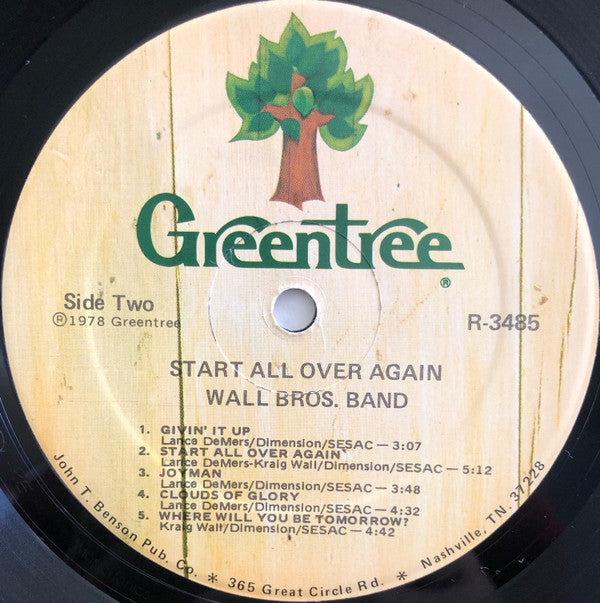 Greentree
®
Side Two
Ⓟ1978 Greentree
R-3485
START ALL OVER AGAIN
WALL BROS. BAND
1. GIVIN' IT UP
Lance DeMers/Dimension/SESAC — 3:07
2. START ALL OVER AGAIN
Lance DeMers-Kraig Wall/Dimension/SESAC — 5:12
3. JOYMAN
Lance DeMers/Dimension/SESAC — 3:48
4. CLOUDS OF GLORY
Lance DeMers/Dimension/SESAC — 4:32
5. WHERE WILL YOU BE TOMORROW?
Kraig Wall/Dimension/SESAC — 4:42
John T. Benson Pub. Co. * 365 Great Circle Rd. * Nashville, TN. 37228